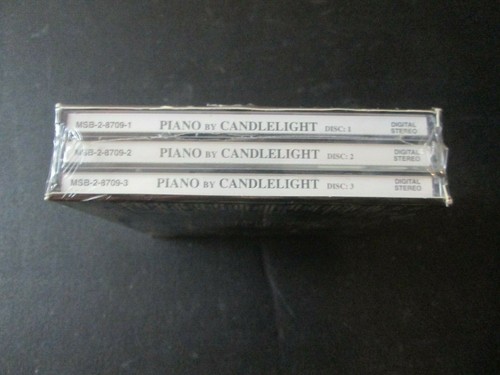 MSB-2-8709-1 PIANO BY CANDLELIGHT DISC: 1 DIGITAL STEREO
MSB-2-8709-2 PIANO BY CANDLELIGHT DISC: 2 DIGITAL STEREO
MSB-2-8709-3 PIANO BY CANDLELIGHT DISC: 3 DIGITAL STEREO